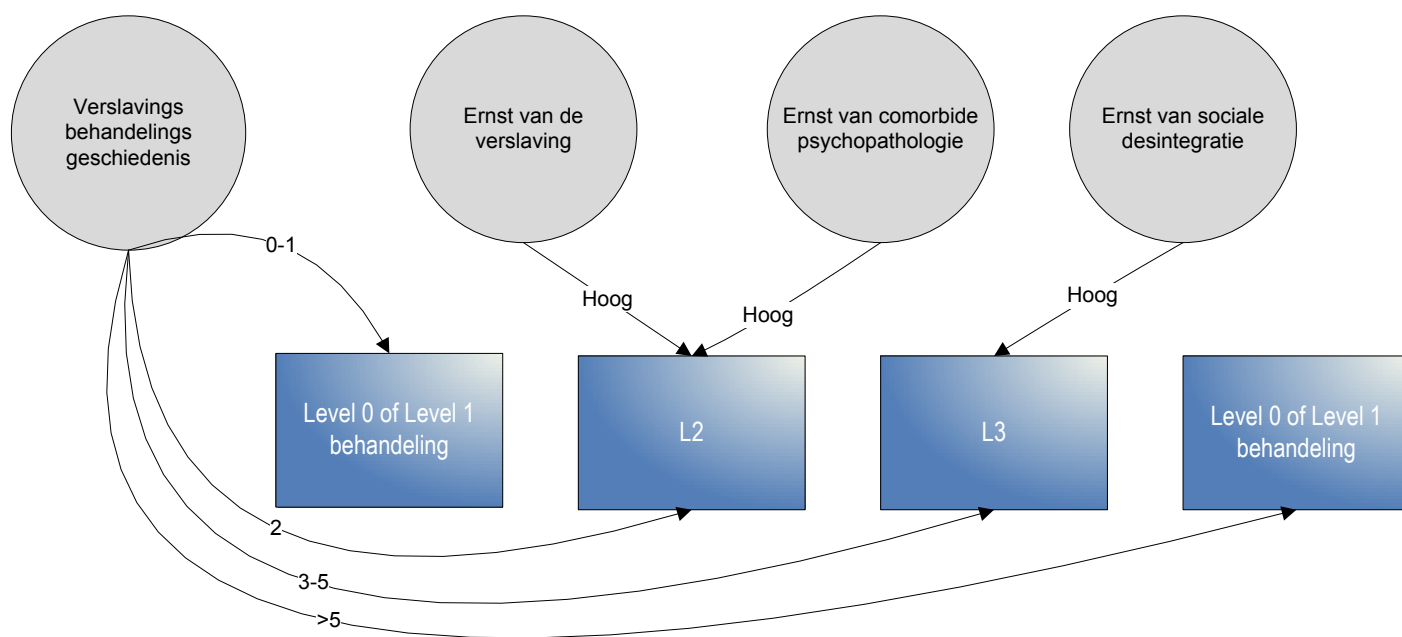 Verslavings
behandelings
geschiedenis
Ernst van de
verslaving
Ernst van comorbide
psychopathologie
Ernst van sociale
desintegratie
0-1
Hoog
Hoog
Hoog
Level 0 of Level 1
behandeling
L2
L3
Level 0 of Level 1
behandeling
2
3-5
>5